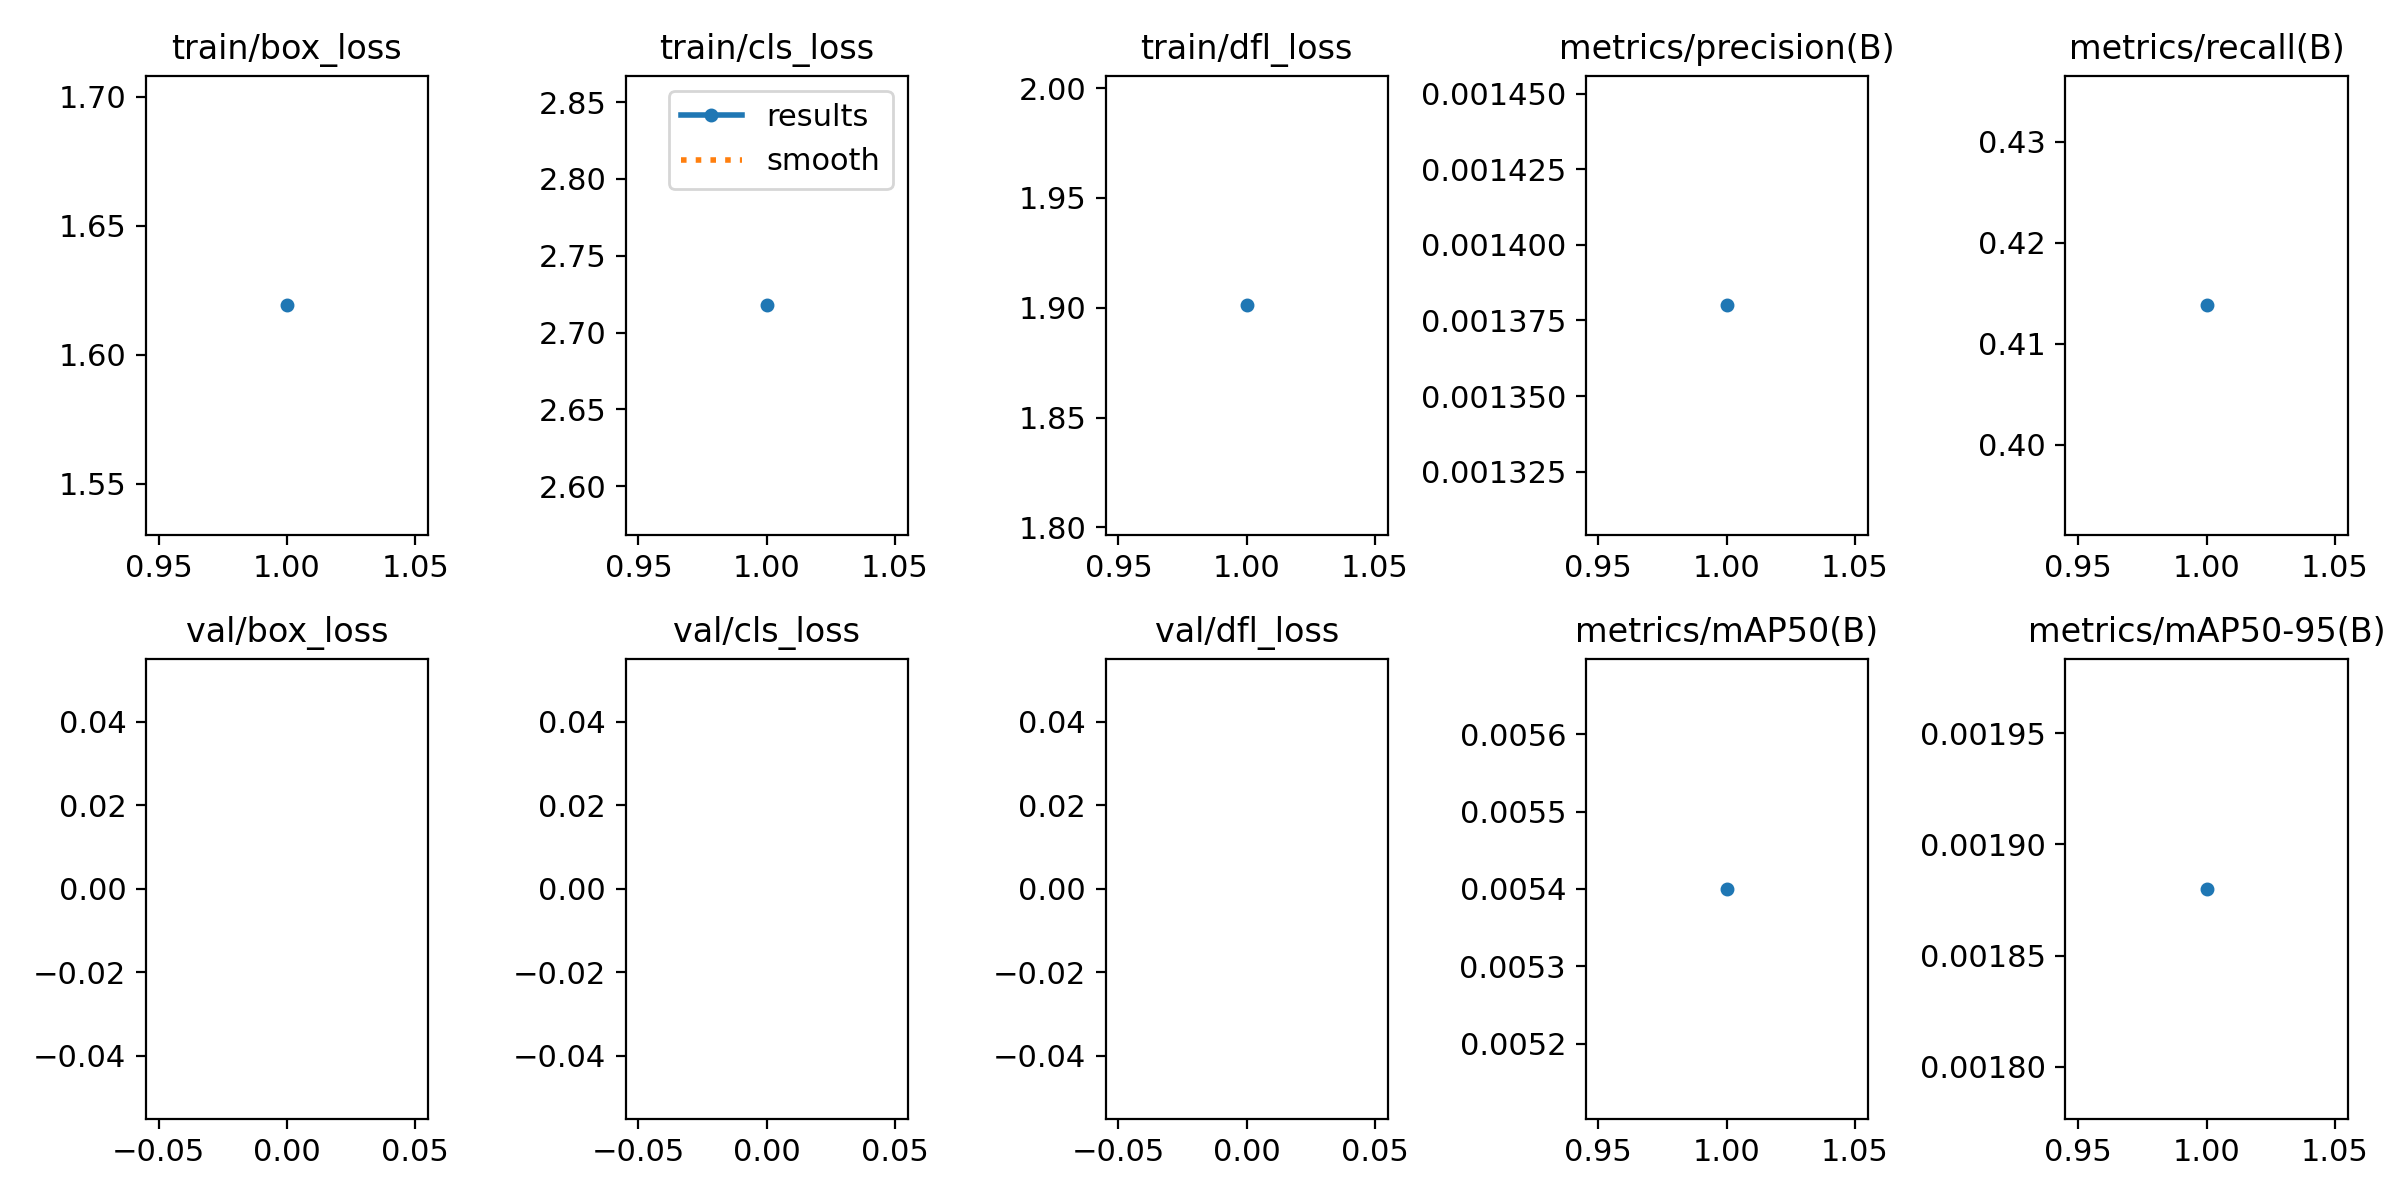 train/box_loss
train/cls_loss
train/dfl_loss
metrics/precision(B)
metrics/recall(B)
1.70
1.65
1.60
1.55
0.95 1.00 1.05
2.85
2.80
2.75
2.70
2.65
2.60
results
smooth
0.95 1.00 1.05
2.00
1.95
1.90
1.85
1.80
0.95 1.00 1.05
0.001450
0.001425
0.001400
0.001375
0.001350
0.001325
0.95 1.00 1.05
0.43
0.42
0.41
0.40
0.95 1.00 1.05
val/box_loss
val/cls_loss
val/dfl_loss
metrics/mAP50(B)
metrics/mAP50-95(B)
0.04
0.02
0.00
−0.02
−0.04
−0.05 0.00 0.05
0.04
0.02
0.00
−0.02
−0.04
−0.05 0.00 0.05
0.04
0.02
0.00
−0.02
−0.04
−0.05 0.00 0.05
0.0056
0.0055
0.0054
0.0053
0.0052
0.95 1.00 1.05
0.00195
0.00190
0.00185
0.00180
0.95 1.00 1.05